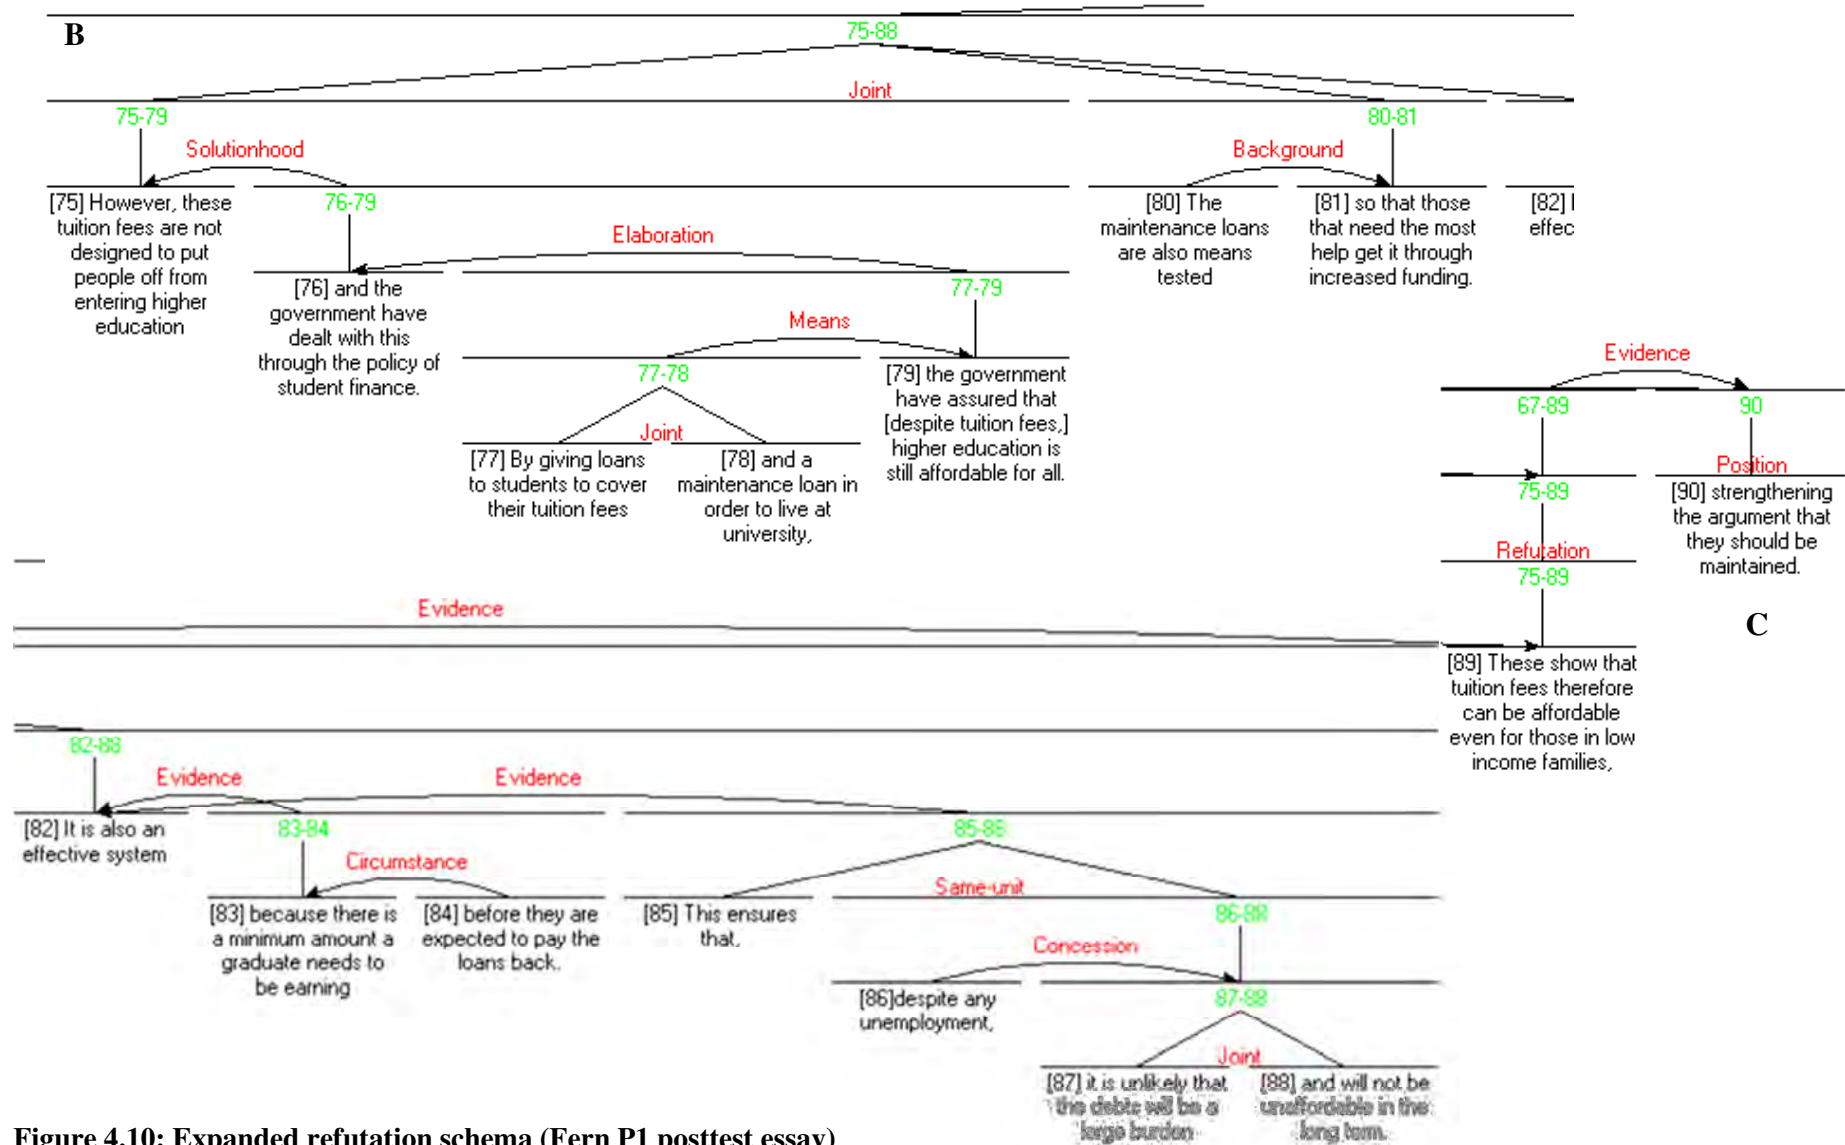 B
75-88
Joint
75-79
80-81
Solutionhood
Background
[75] However, these
tuition fees are not
designed to put
people off from
entering higher
education
76-79
[80] The
maintenance loans
are also means
tested
[81] so that those
that need the most
help get it through
increased funding.
[82] I
effec
Elaboration
[76] and the
government have
dealt with this
through the policy of
student finance.
77-79
Means
77-78
[79] the government
have assured that
[despite tuition fees,]
higher education is
still affordable for all.
Joint
[77] By giving loans
to students to cover
their tuition fees
[78] and a
maintenance loan in
order to live at
university,
Evidence
67-89
90
Position
75-89
[90] strengthening
the argument that
they should be
maintained.
Refutation
75-89
C
Evidence
[89] These show that
tuition fees therefore
can be affordable
even for those in low
income families,
82-88
Evidence
Evidence
[82] It is also an
effective system
83-84
85-88
Circumstance
Same-unit
[83] because there is
a minimum amount a
graduate needs to
be earning
[84] before they are
expected to pay the
loans back.
[85] This ensures
that,
86-88
Concession
[86]despite any
unemployment,
87-88
Joint
[87] it is unlikely that
the debts will be a
large burden
[88] and will not be
unaffordable in the
long term.
Figure 4.10: Expanded refutation schema (Fern P1 posttest essay)